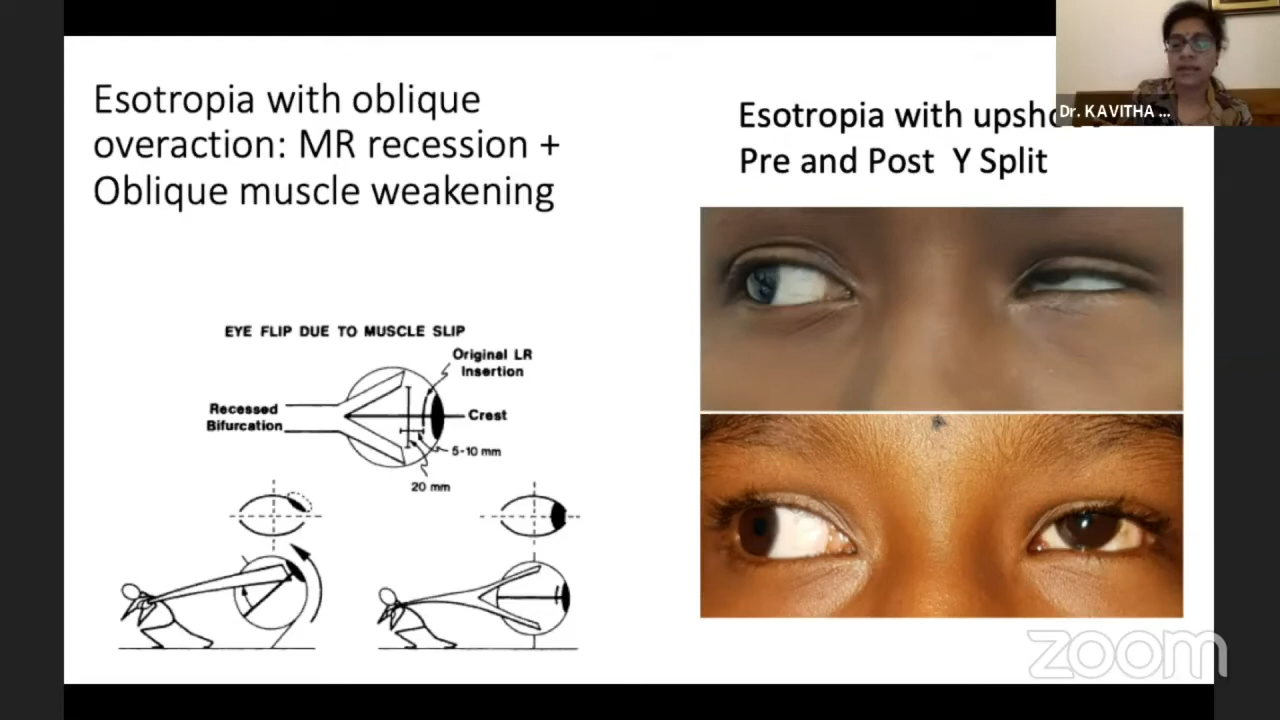 Esotropia with oblique
overaction: MR recession +
Oblique muscle weakening
Esotropia with
Pre and Post Y Split
Dr. KAVITHA ...
EYE FLIP DUE TO MUSCLE SLIP
Original LR
Insertion
Recessed
Bifurcation
Crest
5-10 mm
20 mm
zoom